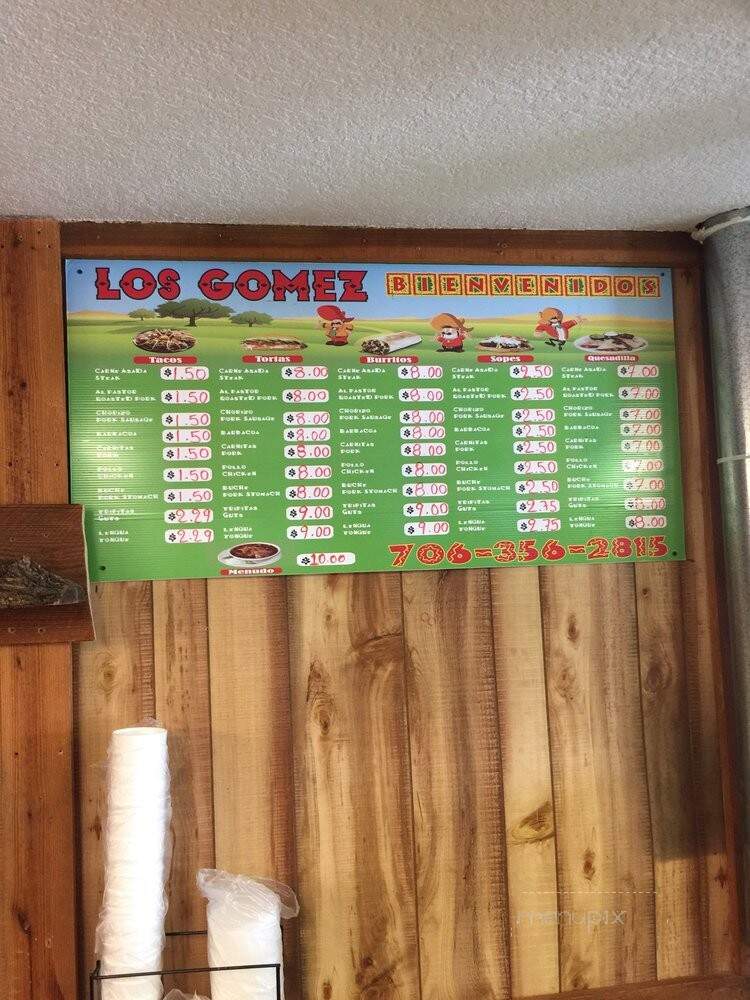 LOS GOMEZ BIENVENIDOS
Tacos Tortas Burritos Sopes Quesadilla
CARNE ASADA STEAK $1.50 CARNE ASADA STEAK $8.00 CARNE ASADA STEAK $8.00 CARNE ASADA STEAK $2.50 CARNE ASADA STEAK $7.00
AL PASTOR ROASTED PORK $1.50 AL PASTOR ROASTED PORK $8.00 AL PASTOR ROASTED PORK $8.00 AL PASTOR ROASTED PORK $2.50 AL PASTOR ROASTED PORK $7.00
CHORIZO PORK SAUSAGE $1.50 CHORIZO PORK SAUSAGE $8.00 CHORIZO PORK SAUSAGE $8.00 CHORIZO PORK SAUSAGE $2.50 CHORIZO PORK SAUSAGE $7.00
BARBACOA $1.50 BARBACOA $8.00 BARBACOA $8.00 BARBACOA $2.50 BARBACOA $7.00
CARNITAS PORK $1.50 CARNITAS PORK $8.00 CARNITAS PORK $8.00 CARNITAS PORK $2.50 CARNITAS PORK $7.00
POLLO CHICKEN $1.50 POLLO CHICKEN $8.00 POLLO CHICKEN $8.00 POLLO CHICKEN $2.50 POLLO CHICKEN $7.00
BUCHE PORK STOMACH $1.50 BUCHE PORK STOMACH $8.00 BUCHE PORK STOMACH $8.00 BUCHE PORK STOMACH $2.50 BUCHE PORK STOMACH $7.00
TRIPITAS GUTS $2.29 TRIPITAS GUTS $9.00 TRIPITAS GUTS $9.00 TRIPITAS GUTS $2.75 TRIPITAS GUTS $8.00
LENGUA TONGUE $2.29 LENGUA TONGUE $9.00 LENGUA TONGUE $9.00 LENGUA TONGUE $2.75 LENGUA TONGUE $8.00
Menudo $10.00 706-356-2815
menupix